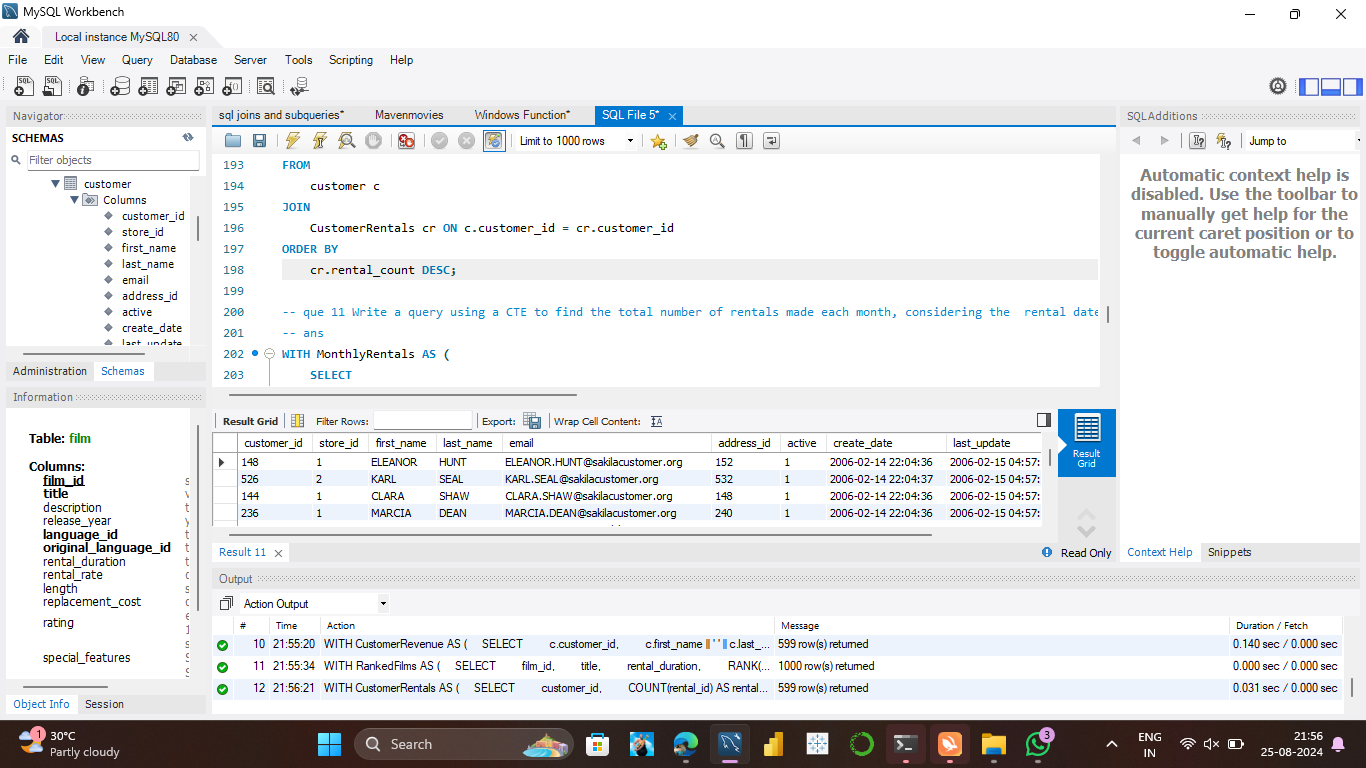 MySQL Workbench
Local instance MySQL80
File Edit View Query Database Server Tools Scripting Help
Navigator
SCHEMAS
Filter objects
customer
Columns
customer_id
store_id
first_name
last_name
email
address_id
active
create_date
last_update
Administration Schemas
Information
Table: film
Columns:
film_id
title
description
release_year
language_id
original_language_id
rental_duration
rental_rate
length
replacement_cost
rating
special_features
Object Info Session
sql joins and subqueries* Mavenmovies Windows Function* SQL File 5*
Limit to 1000 rows
193 FROM
194 customer c
195 JOIN
196 CustomerRentals cr ON c.customer_id = cr.customer_id
197 ORDER BY
198 cr.rental_count DESC;
199
200 -- que 11 Write a query using a CTE to find the total number of rentals made each month, considering the rental date
201 -- ans
202 WITH MonthlyRentals AS (
203 SELECT
Result Grid Filter Rows: Export: Wrap Cell Content:
customer_id store_id first_name last_name email address_id active create_date last_update
148 1 ELEANOR HUNT ELEANOR.HUNT@sakilacustomer.org 152 1 2006-02-14 22:04:36 2006-02-15 04:57:
526 2 KARL SEAL KARL.SEAL@sakilacustomer.org 532 1 2006-02-14 22:04:37 2006-02-15 04:57:
144 1 CLARA SHAW CLARA.SHAW@sakilacustomer.org 148 1 2006-02-14 22:04:36 2006-02-15 04:57:
236 1 MARCIA DEAN MARCIA.DEAN@sakilacustomer.org 240 1 2006-02-14 22:04:36 2006-02-15 04:57:
Result
Grid
Result 11
Read Only
Output
Action Output
# Time Action Message Duration / Fetch
10 21:55:20 WITH CustomerRevenue AS ( SELECT c.customer_id, c.first_name || ' ' || c.last_... 599 row(s) returned 0.140 sec / 0.000 sec
11 21:55:34 WITH RankedFilms AS ( SELECT film_id, title, rental_duration, RANK(... 1000 row(s) returned 0.000 sec / 0.000 sec
12 21:56:21 WITH CustomerRentals AS ( SELECT customer_id, COUNT(rental_id) AS rental... 599 row(s) returned 0.031 sec / 0.000 sec
SQLAdditions
Jump to
Automatic context help is
disabled. Use the toolbar to
manually get help for the
current caret position or to
toggle automatic help.
Context Help Snippets
1
30°C
Partly cloudy
Search
3
ENG
IN
21:56
25-08-2024